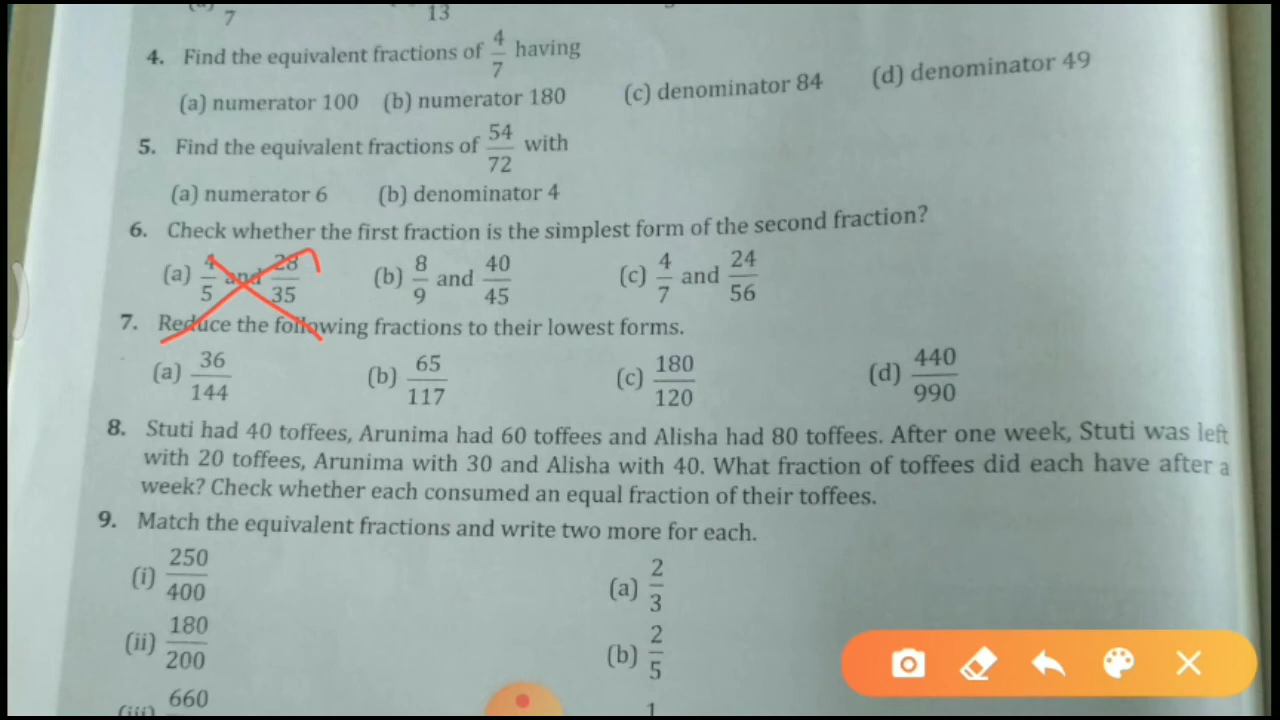 7 13
4. Find the equivalent fractions of 4/7 having
(a) numerator 100 (b) numerator 180 (c) denominator 84 (d) denominator 49
5. Find the equivalent fractions of 54/72 with
(a) numerator 6 (b) denominator 4
6. Check whether the first fraction is the simplest form of the second fraction?
(a) 4/5 and 28/35 (b) 8/9 and 40/45 (c) 4/7 and 24/56
7. Reduce the following fractions to their lowest forms.
(a) 36/144 (b) 65/117 (c) 180/120 (d) 440/990
8. Stuti had 40 toffees, Arunima had 60 toffees and Alisha had 80 toffees. After one week, Stuti was left
with 20 toffees, Arunima with 30 and Alisha with 40. What fraction of toffees did each have after a
week? Check whether each consumed an equal fraction of their toffees.
9. Match the equivalent fractions and write two more for each.
(i) 250/400 (a) 2/3
(ii) 180/200 (b) 2/5
(iii) 660 1